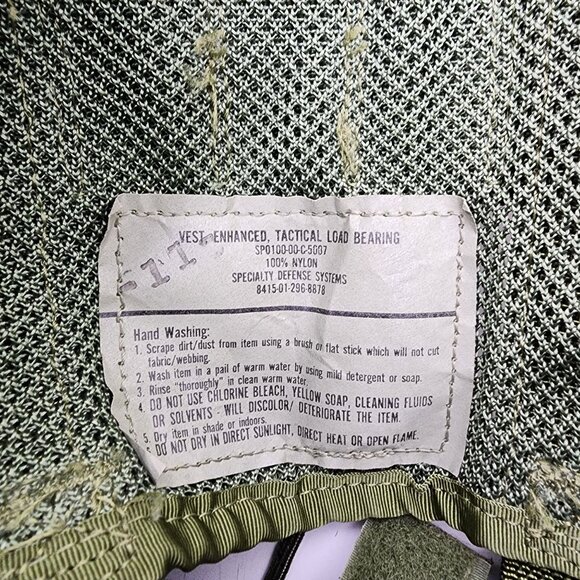 VEST, ENHANCED, TACTICAL LOAD BEARING
SPO100-00-C-5007
100% NYLON
SPECIALTY DEFENSE SYSTEMS
8415-01-296-8878
Hand Washing:
1. Scrape dirt/dust from item using a brush or flat stick which will not cut
fabric/webbing.
2. Wash item in a pail of warm water by using mild detergent or soap.
3. Rinse "thoroughly" in clean warm water.
4. DO NOT USE CHLORINE BLEACH, YELLOW SOAP, CLEANING FLUIDS
OR SOLVENTS - WILL DISCOLOR/ DETERIORATE THE ITEM.
5. Dry item in shade or indoors.
DO NOT DRY IN DIRECT SUNLIGHT, DIRECT HEAT OR OPEN FLAME.